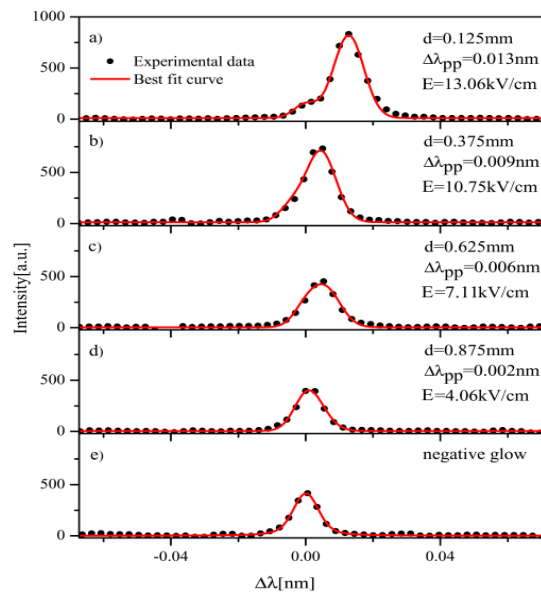 1000
a)
Experimental data
Best fit curve
d=0.125mm
Δλpp=0.013nm
E=13.06kV/cm
500
0
b)
d=0.375mm
Δλpp=0.009nm
E=10.75kV/cm
500
0
c)
d=0.625mm
Δλpp=0.006nm
E=7.11kV/cm
500
0
d)
d=0.875mm
Δλpp=0.002nm
E=4.06kV/cm
500
0
e)
negative glow
500
0
Intensity[a.u.]
-0.04
0.00
0.04
Δλ[nm]